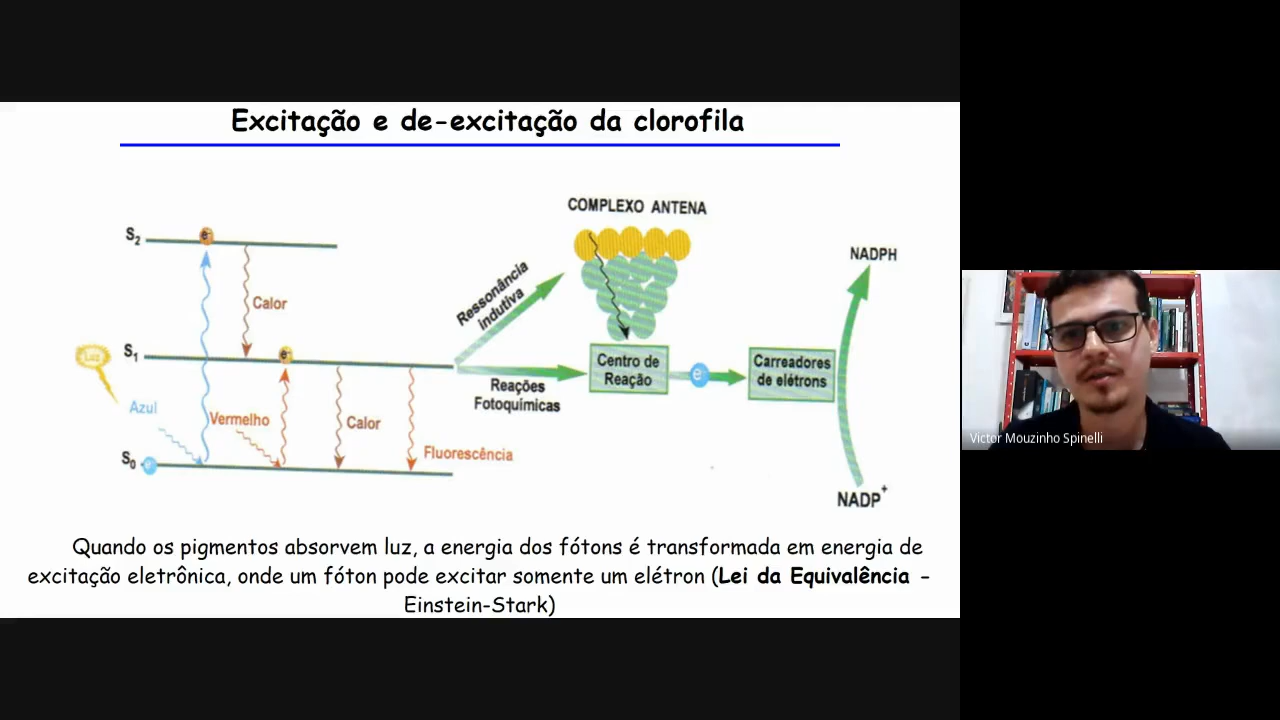 Excitação e de-excitação da clorofila
COMPLEXO ANTENA
S2
e-
NADPH
Ressonância
indutiva
Calor
S1
e-
Luz
Centro de
Reação
e-
Carreadores
de elétrons
Reações
Fotoquímicas
Azul
Vermelho
Calor
Fluorescência
S0
e-
NADP+
Quando os pigmentos absorvem luz, a energia dos fótons é transformada em energia de
excitação eletrônica, onde um fóton pode excitar somente um elétron (Lei da Equivalência -
Einstein-Stark)
Victor Mouzinho Spinelli